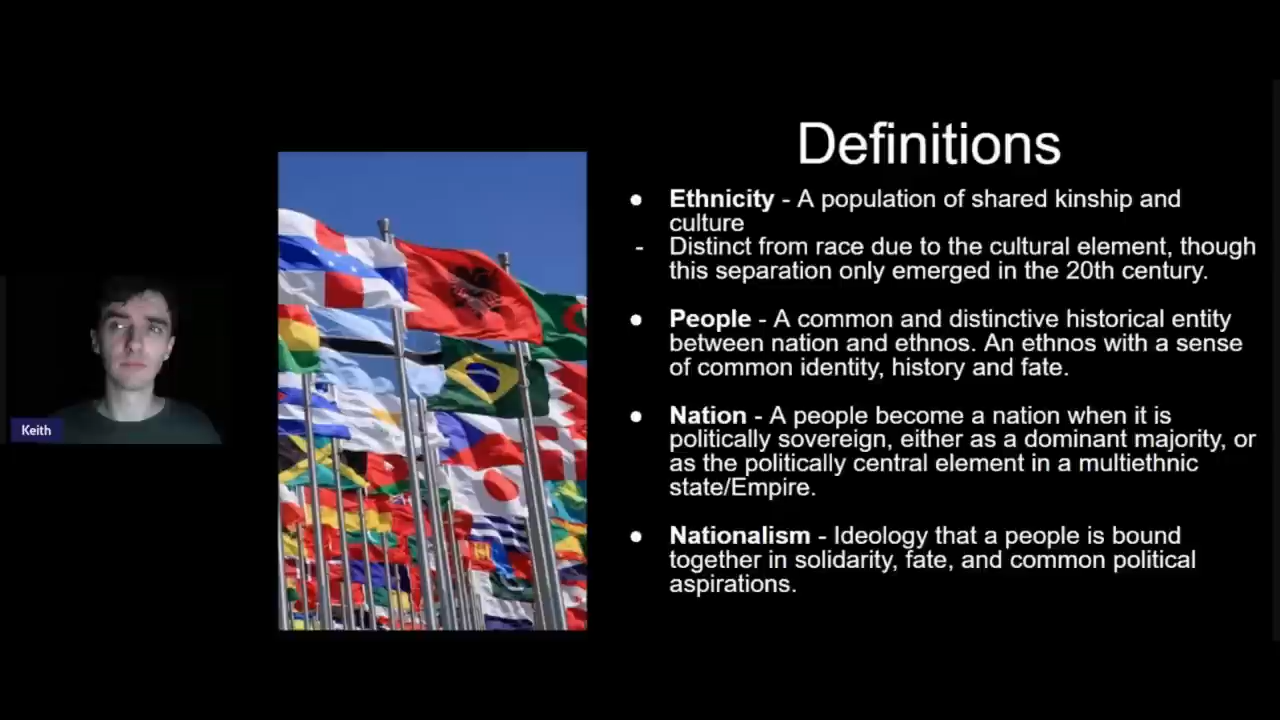 Definitions
● Ethnicity - A population of shared kinship and
culture
- Distinct from race due to the cultural element, though
this separation only emerged in the 20th century.
● People - A common and distinctive historical entity
between nation and ethnos. An ethnos with a sense
of common identity, history and fate.
● Nation - A people become a nation when it is
politically sovereign, either as a dominant majority, or
as the politically central element in a multiethnic
state/Empire.
● Nationalism - Ideology that a people is bound
together in solidarity, fate, and common political
aspirations.
Keith